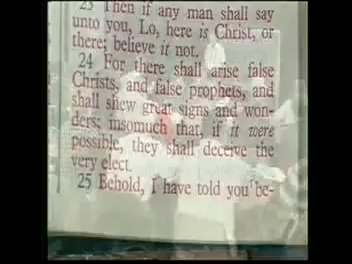 23 Then if any man shall say
unto you, Lo, here is Christ, or
there; believe it not.
24 For there shall arise false
Christs, and false prophets, and
shall shew great signs and won-
ders; insomuch that, if it were
possible, they shall deceive the
very elect.
25 Behold, I have told you be-